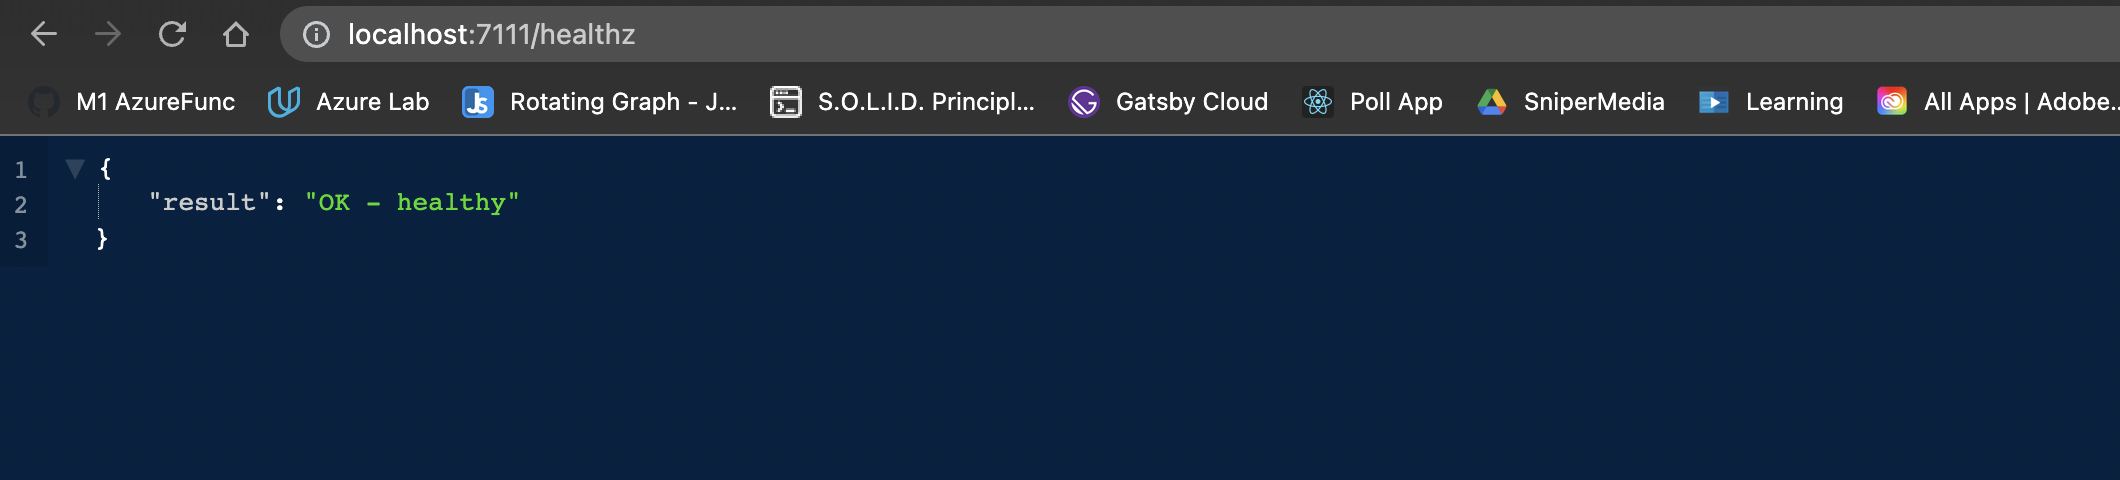 localhost:7111/healthz
M1 AzureFunc Azure Lab Rotating Graph - J... S.O.L.I.D. Principl... Gatsby Cloud Poll App SniperMedia Learning All Apps | Adobe...
1 {
2 "result": "OK - healthy"
3 }